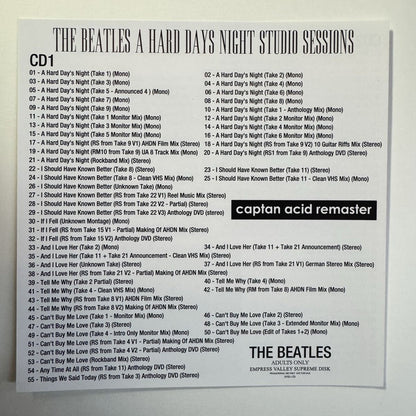 THE BEATLES A HARD DAYS NIGHT STUDIO SESSIONS
CD1
01 - A Hard Day's Night (Take 1) (Mono)
02 - A Hard Day's Night (Take 2) (Mono)
03 - A Hard Day's Night (Take 3) (Mono)
04 - A Hard Day's Night (Take 4) (Mono)
05 - A Hard Day's Night (Take 5 - Announced 4 ) (Mono)
06 - A Hard Day's Night (Take 6) (Mono)
07 - A Hard Day's Night (Take 7) (Mono)
08 - A Hard Day's Night (Take 8) (Mono)
09 - A Hard Day's Night (Take 9) (Mono)
10 - A Hard Day's Night (Take 1 - Anthology Mix) (Mono)
11 - A Hard Day's Night (Take 1 Monitor Mix) (Mono)
12 - A Hard Day's Night (Take 2 Monitor Mix) (Mono)
13 - A Hard Day's Night (Take 3 Monitor Mix) (Mono)
14 - A Hard Day's Night (Take 4 Monitor Mix) (Mono)
15 - A Hard Day's Night (Take 5 Monitor Mix) (Mono)
16 - A Hard Day's Night (Take 9 Monitor Mix) (Mono)
17 - A Hard Day's Night (RS from Take 9 V1) AHDN Film Mix (Stereo)
18 - A Hard Day's Night (RS from Take 9 V2) 10 Guitar Riffs Mix (Stereo)
19 - A Hard Day's Night (RM10 from Take 9) UA 8 Track Mix (Mono)
20 - A Hard Day's Night (RS1 from Take 9) Anthology DVD (Stereo)
21 - A Hard Day's Night (Rockband Mix) (Stereo)
22 - I Should Have Known Better (Take 8) (Stereo)
23 - I Should Have Known Better (Take 11) (Stereo)
24 - I Should Have Known Better (Take 8 - Clean VHS Mix) (Mono)
25 - I Should Have Known Better (Take 11 - Clean VHS Mix) (Mono)
26 - I Should Have Known Better (Unknown Take) (Mono)
27 - I Should Have Known Better (RS from Take 22 V1) Reel Music Mix (Stereo)
28 - I Should Have Known Better (RS from Take 22 V2 - Partial) (Stereo)
29 - I Should Have Known Better (RS from Take 22 V3) Anthology DVD (stereo)
captan acid remaster
30 - If I Fell (Unknown Montage) (Mono)
31 - If I Fell (RS from Take 15 V1 - Partial) Making Of AHDN Mix (Stereo)
32 - If I Fell (RS from Take 15 V2) Anthology DVD (Stereo)
33 - And I Love Her (Take 2) (Mono)
34 - And I Love Her (Take 11 + Take 21 Announcement) (Stereo)
35 - And I Love Her (Take 11 + Take 21 Announcement - Clean VHS Mix) (Stereo)
36 - And I Love Her (Unknown Take) (Mono)
37 - And I Love Her (RS from Take 21 V1) German Stereo Mix (Stereo)
38 - And I Love Her (RS from Take 21 V2 - Partial) Making Of AHDN Mix (Stereo)
39 - Tell Me Why (Take 2 Partial) (Stereo)
40 - Tell Me Why (Take 4) (Mono)
41 - Tell Me Why (Take 4 - Clean VHS Mix) (Mono)
42 - Tell Me Why (RM from Take 8) AHDN Film Mix (Mono)
43 - Tell Me Why (RS from Take 8 V1) AHDN Film Mix (Stereo)
44 - Tell Me Why (RS from Take 8 V2) Anthology DVD (Stereo)
45 - Can't Buy Me Love (Take 1 - Monitor Mix) (Mono)
46 - Can't Buy Me Love (Take 2) (Stereo)
47 - Can't Buy Me Love (Take 3) (Stereo)
48 - Can't Buy Me Love (Take 3 - Extended Monitor Mix) (Mono)
49 - Can't Buy Me Love (Take 4 - Intro Only Monitor Mix) (Mono)
50 - Can't Buy Me Love (Edit of Takes 1+2) (Mono)
51 - Can't Buy Me Love (RS from Take 4 V1 - Partial) Making Of AHDN Mix (Stereo)
52 - Can't Buy Me Love (RS from Take 4 V2 - Partial) Anthology DVD (Stereo)
53 - Can't Buy Me Love (Rockband Mix) (Stereo)
54 - Any Time At All (RS from Take 11) Anthology DVD (Stereo)
55 - Things We Said Today (RS from Take 3) Anthology DVD (Stereo)
THE BEATLES
ADULTS ONLY
EMPRESS VALLEY SUPREME DISK